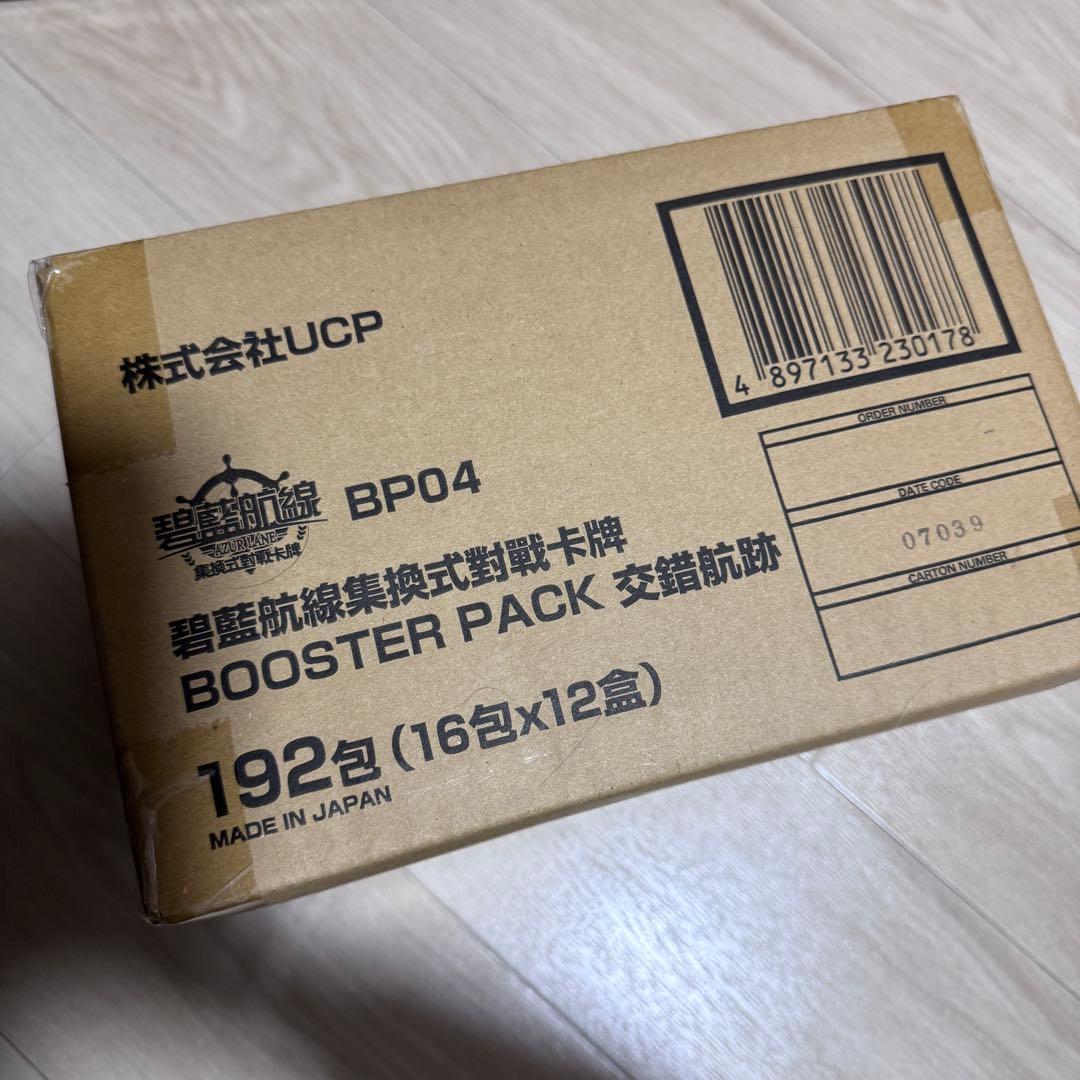 株式会社UCP
4 897133 230178
ORDER NUMBER
DATE CODE
07039
CARTON NUMBER
碧藍航線
AZUR LANE
集換式對戰卡牌
BP04
碧藍航線集換式對戰卡牌
BOOSTER PACK 交錯航跡
192包(16包x12盒)
MADE IN JAPAN